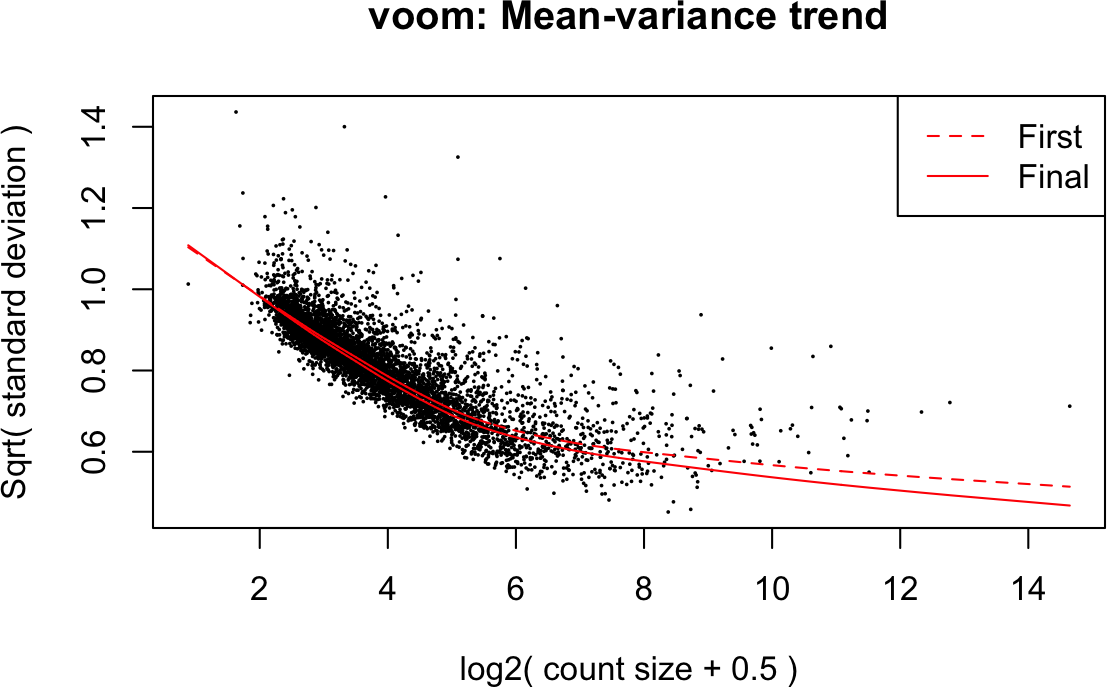 voom: Mean-variance trend
Sqrt( standard deviation )
1.4
1.2
1.0
0.8
0.6
First
Final
2 4 6 8 10 12 14
log2( count size + 0.5 )